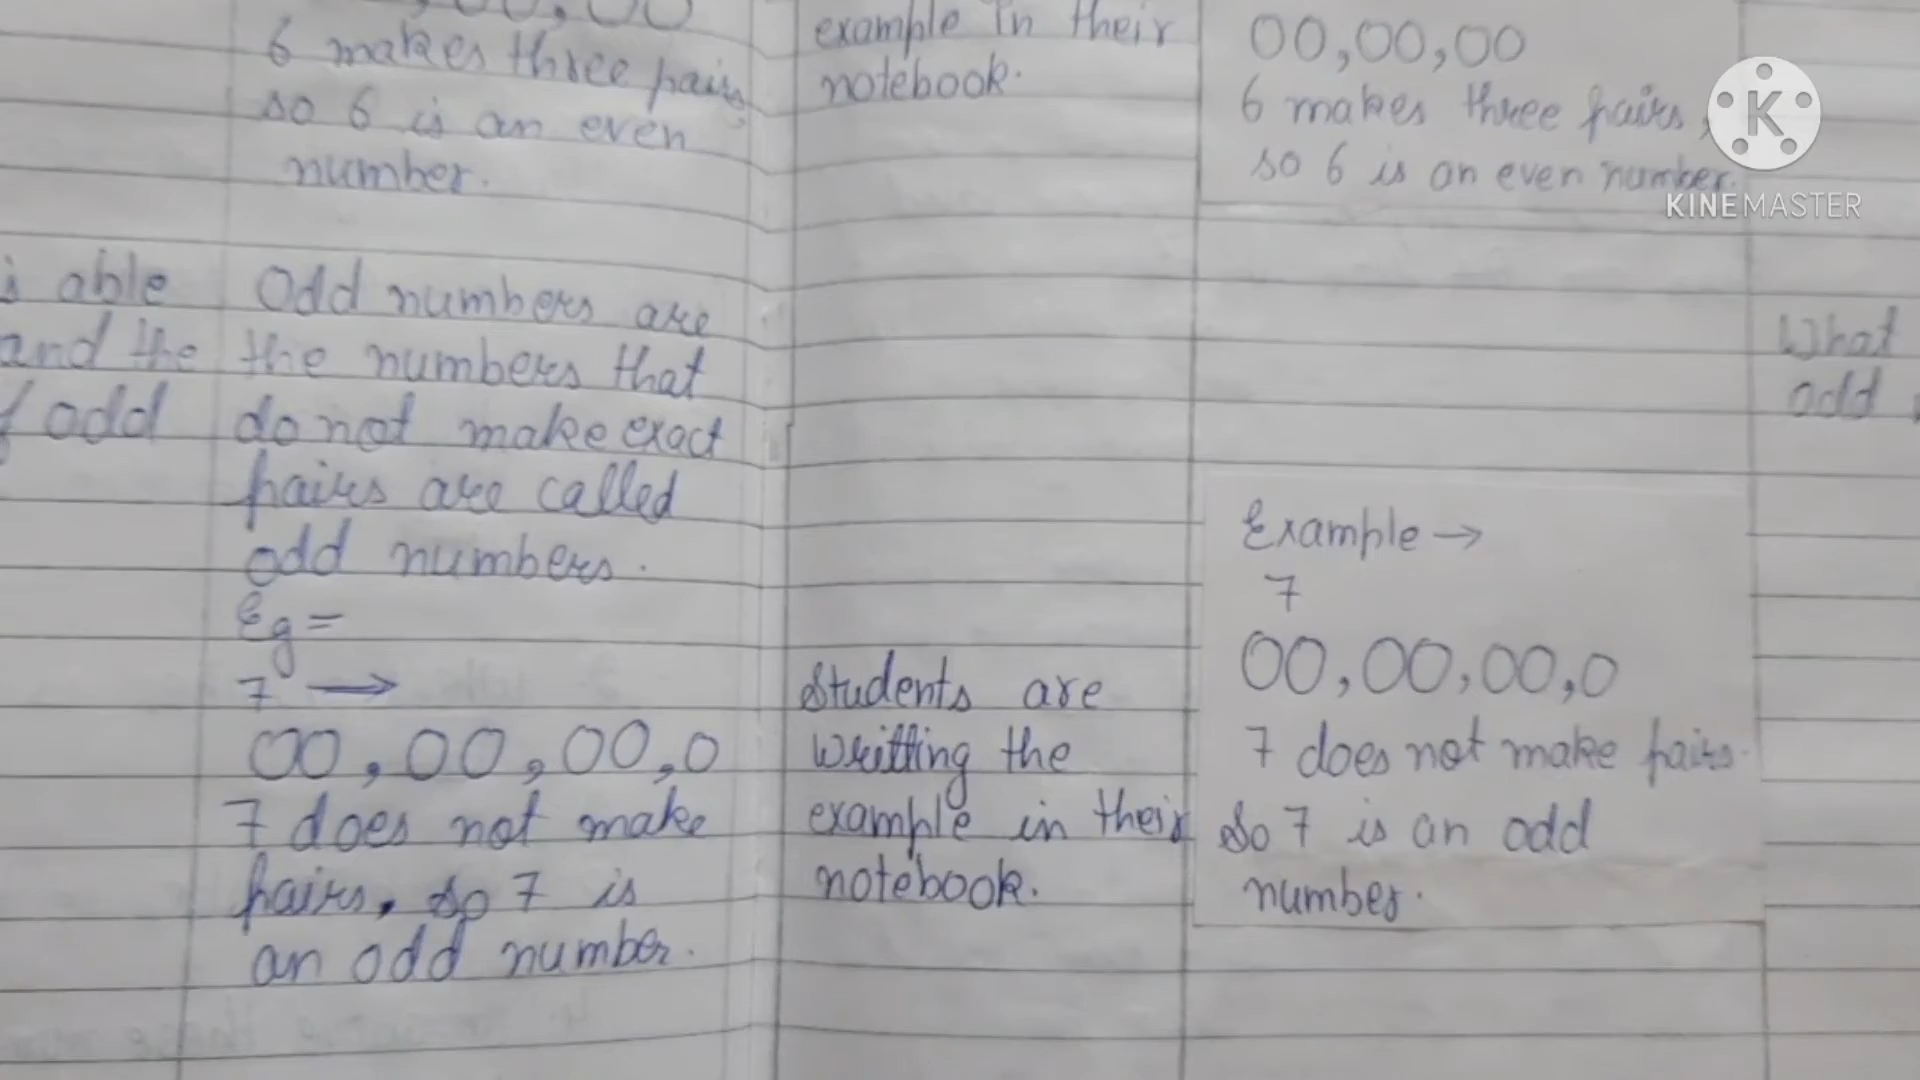 6 makes three pairs
so 6 is an even
number.
is able
and the
f odd
Odd numbers are
the numbers that
do not make exact
pairs are called
odd numbers.
Eg =
7 →
00, 00, 00, 0
7 does not make
pairs, so 7 is
an odd number.
example in their
notebook.
Students are
writting the
example in their
notebook.
00,00,00
6 makes three pairs,
so 6 is an even number.
Example →
7
00,00,00,0
7 does not make pairs.
So 7 is an odd
number.
What
odd
K
KINEMASTER